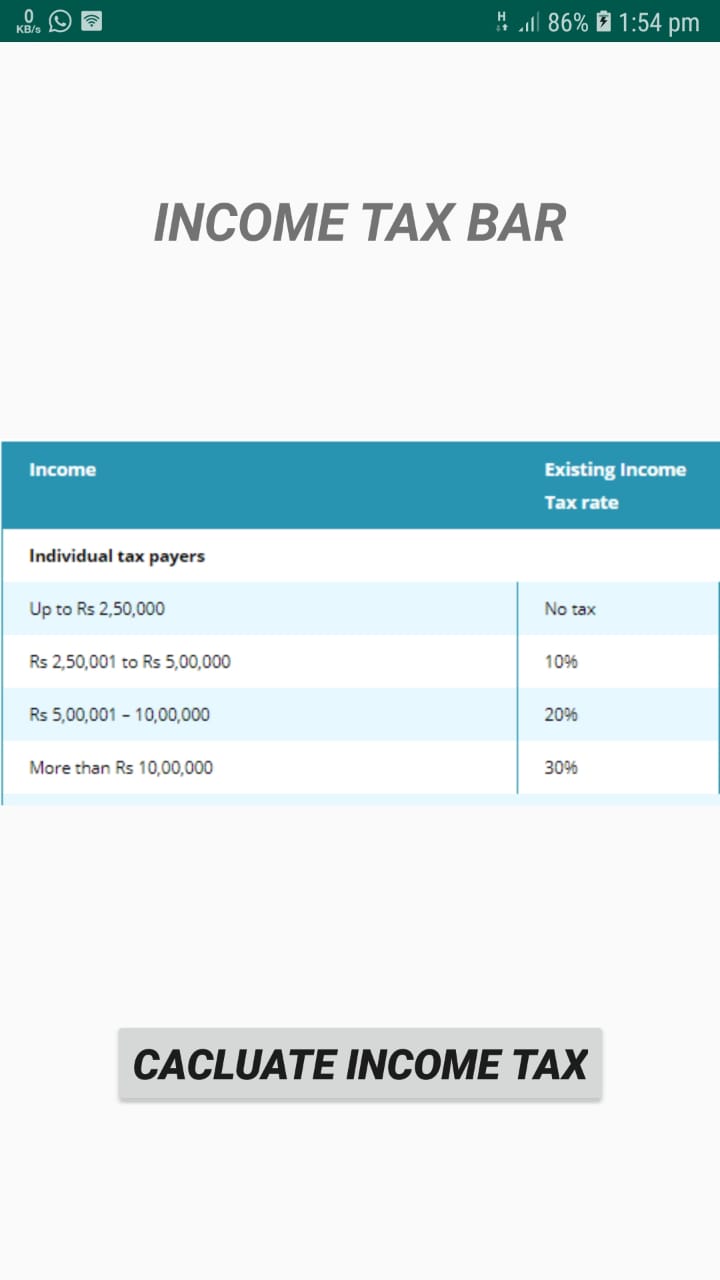 0
KB/s
H
86%
1:54 pm
INCOME TAX BAR
Income
Existing Income
Tax rate
Individual tax payers
Up to Rs 2,50,000
No tax
Rs 2,50,001 to Rs 5,00,000
10%
Rs 5,00,001 – 10,00,000
20%
More than Rs 10,00,000
30%
CACLUATE INCOME TAX